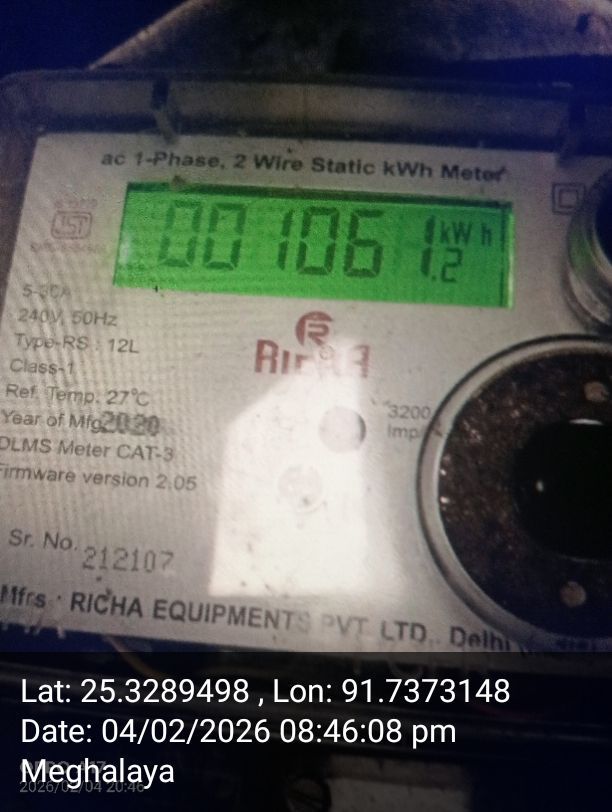 ac 1-Phase, 2 Wire Static kWh Meter
0010611.2 kWh
5-30A
240V, 50Hz
Type-RS : 12L
Class-1
Ref. Temp. 27°C
Year of Mfg 2020
DLMS Meter CAT-3
Firmware version 2.05
RICHA
3200
Imp/
Sr. No. 212107
Mfrs : RICHA EQUIPMENTS PVT. LTD., Delhi
Lat: 25.3289498 , Lon: 91.7373148
Date: 04/02/2026 08:46:08 pm
Meghalaya
2026/02/04 20:46